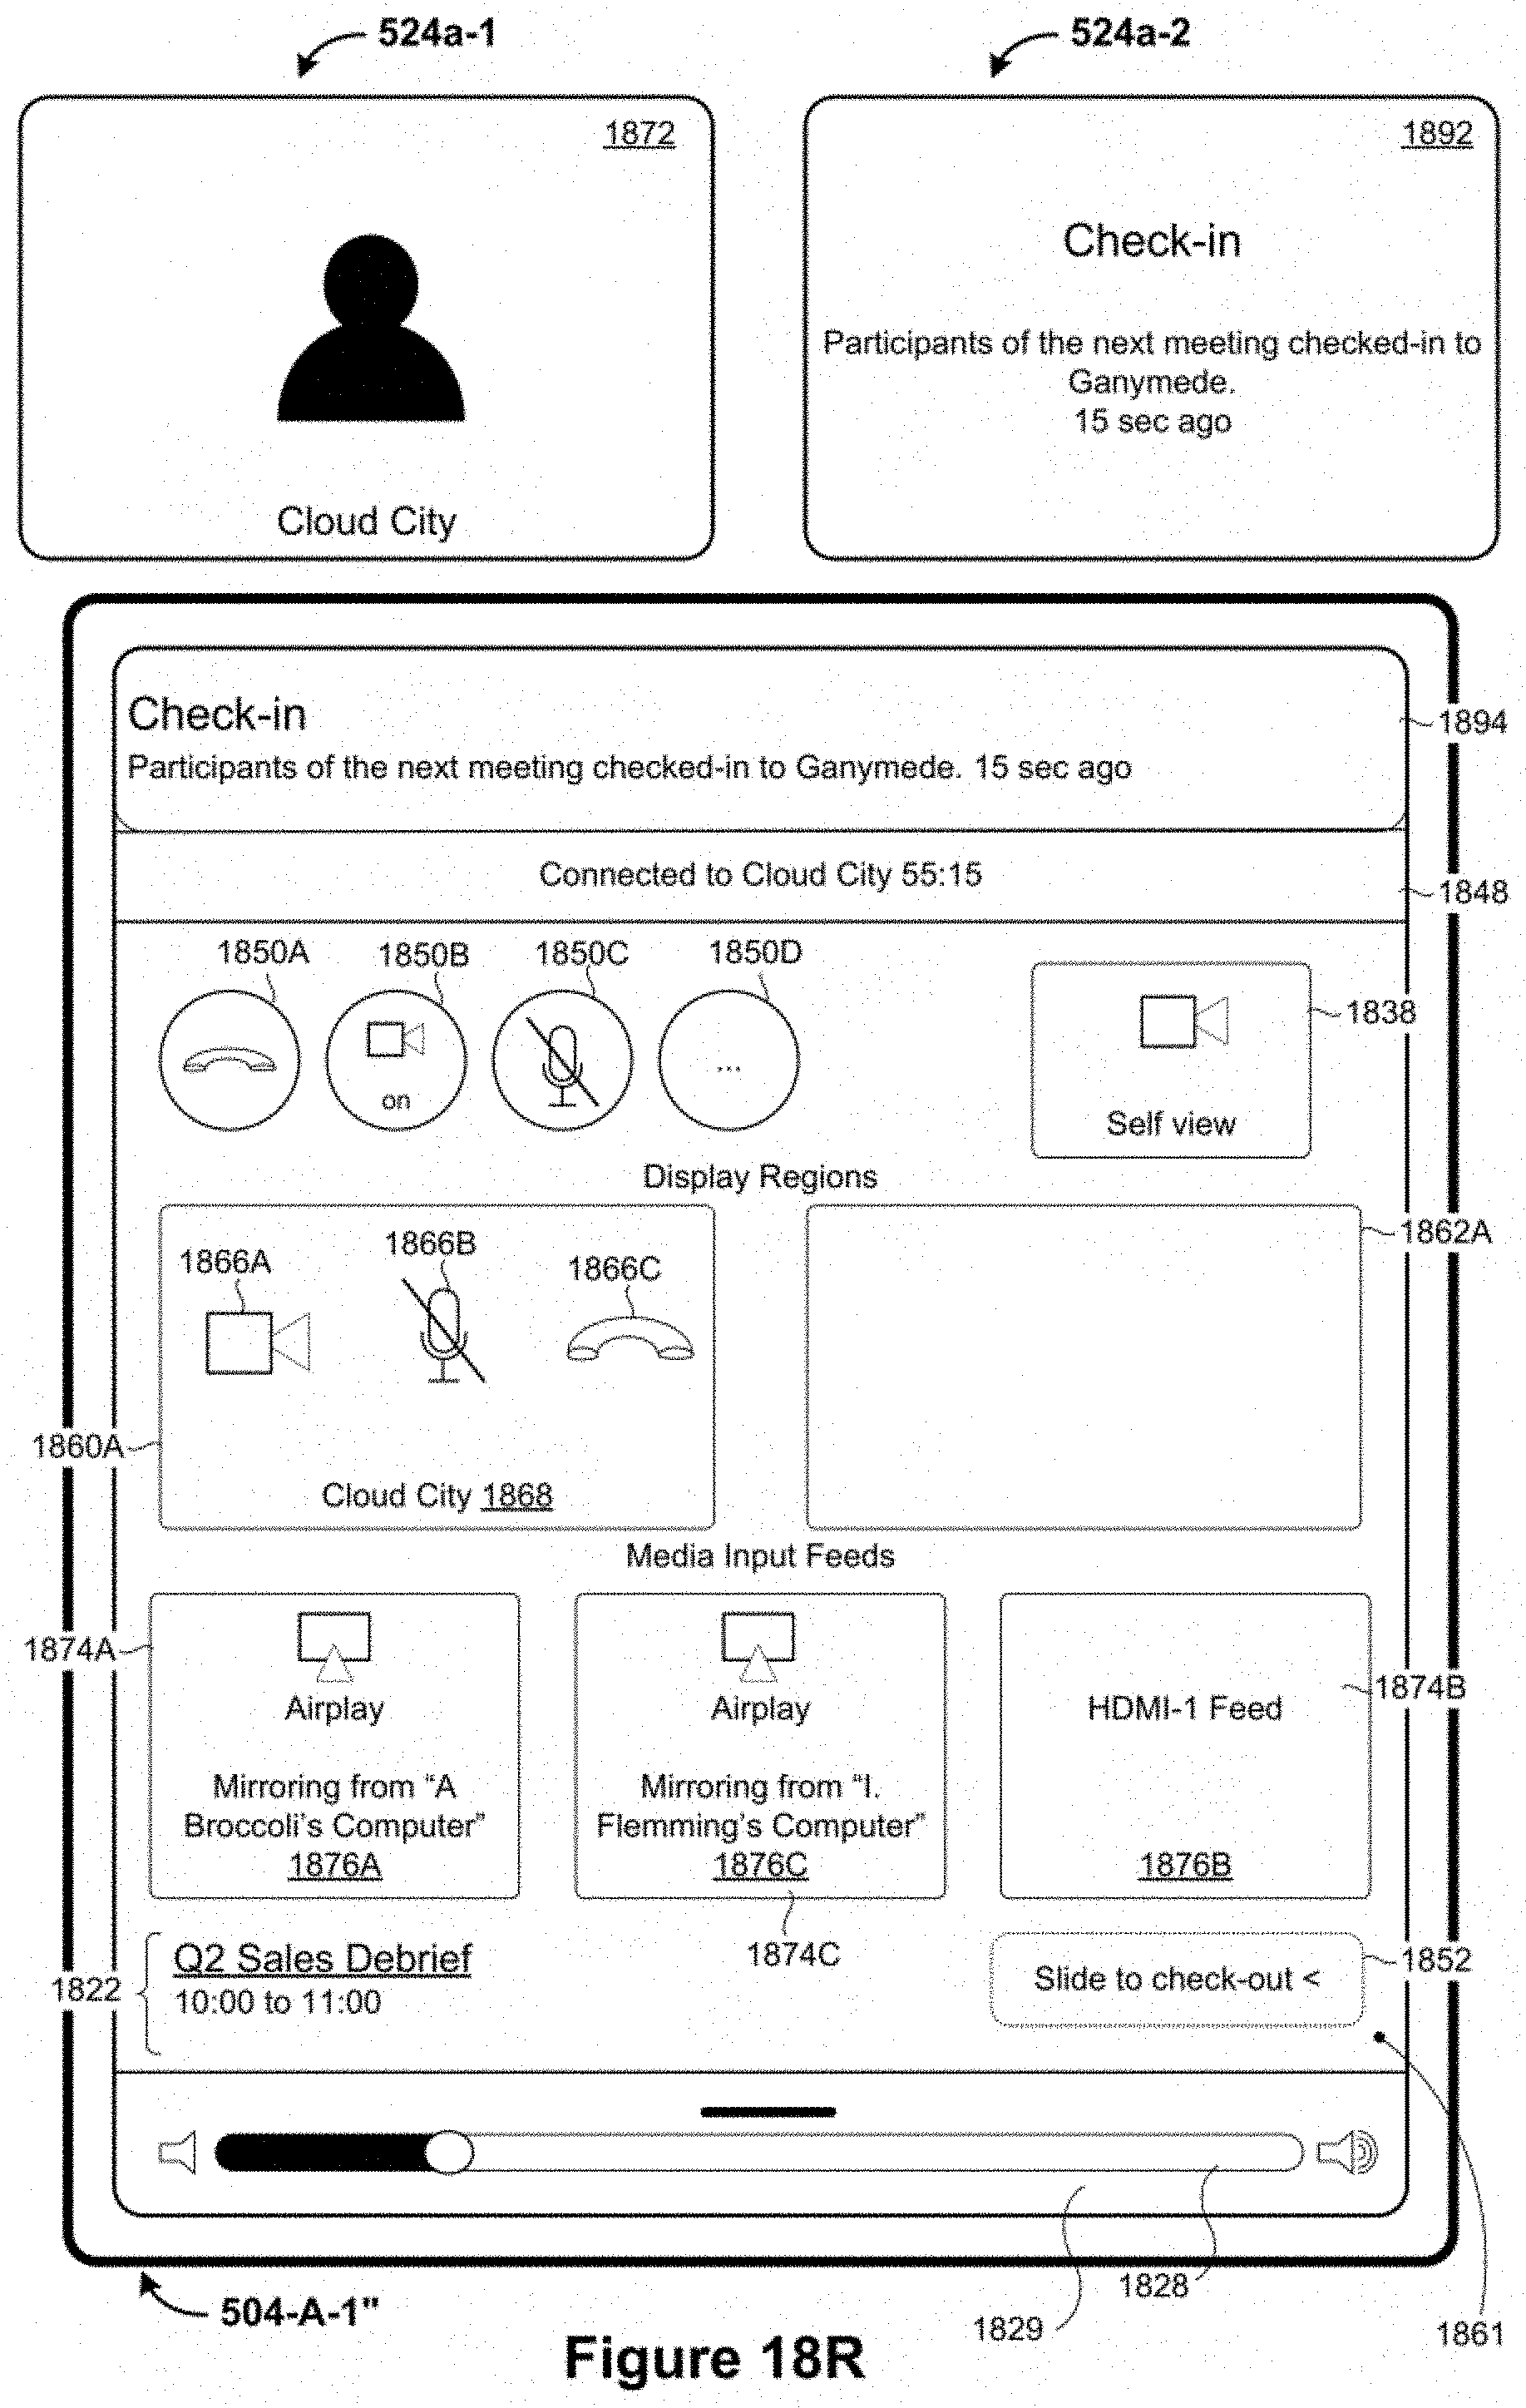 524a-1
524a-2
1872
Cloud City
1892
Check-in
Participants of the next meeting checked-in to
Ganymede.
15 sec ago
Check-in
Participants of the next meeting checked-in to Ganymede. 15 sec ago
1894
Connected to Cloud City 55:15
1848
1850A
1850B
1850C
1850D
on
...
Self view
1838
Display Regions
1866A
1866B
1866C
1862A
1860A
Cloud City 1868
Media Input Feeds
1874A
Airplay
Mirroring from “A
Broccoli’s Computer”
1876A
Airplay
Mirroring from “I.
Flemming’s Computer”
1876C
1874C
HDMI-1 Feed
1874B
1876B
1822
Q2 Sales Debrief
10:00 to 11:00
Slide to check-out <
1852
1828
1829
1861
504-A-1"
Figure 18R